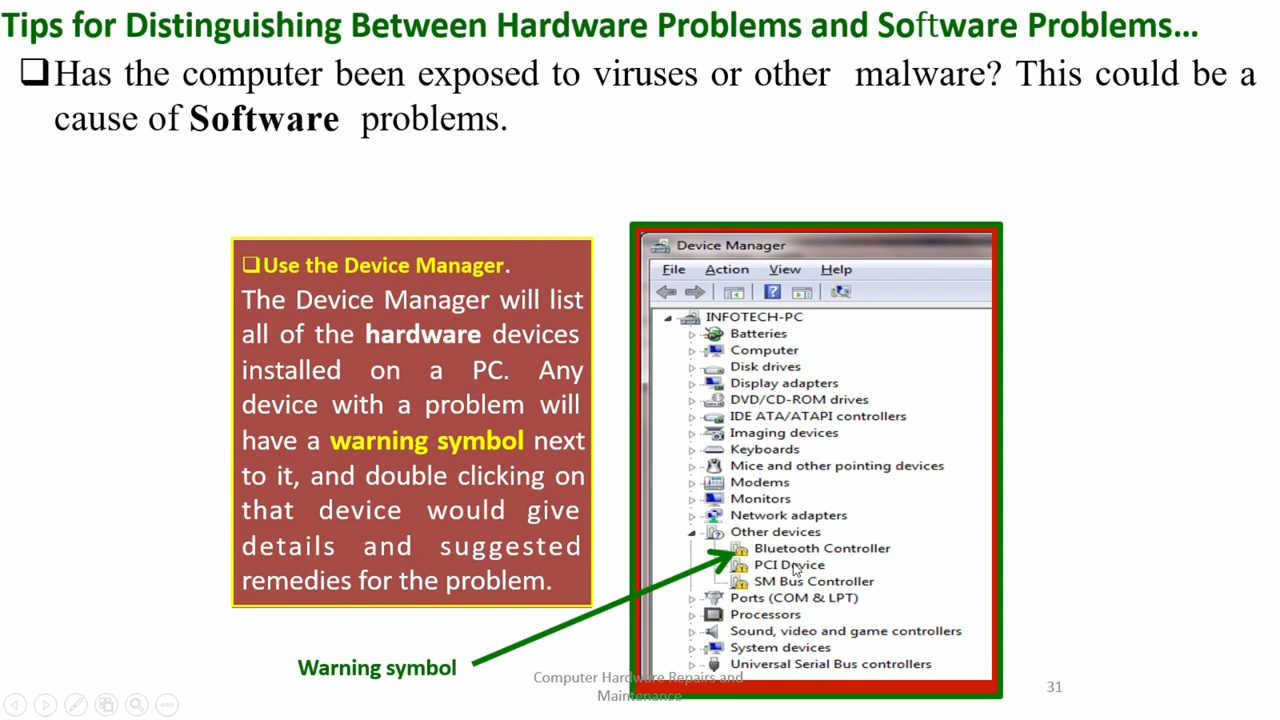 Tips for Distinguishing Between Hardware Problems and Software Problems...
Has the computer been exposed to viruses or other malware? This could be a
cause of Software problems.
Use the Device Manager.
The Device Manager will list
all of the hardware devices
installed on a PC. Any
device with a problem will
have a warning symbol next
to it, and double clicking on
that device would give
details and suggested
remedies for the problem.
Warning symbol
Device Manager
File Action View Help
INFOTECH-PC
Batteries
Computer
Disk drives
Display adapters
DVD/CD-ROM drives
IDE ATA/ATAPI controllers
Imaging devices
Keyboards
Mice and other pointing devices
Modems
Monitors
Network adapters
Other devices
Bluetooth Controller
PCI Device
SM Bus Controller
Ports (COM & LPT)
Processors
Sound, video and game controllers
System devices
Universal Serial Bus controllers
Computer Hardware Repairs and
Maintenance
31